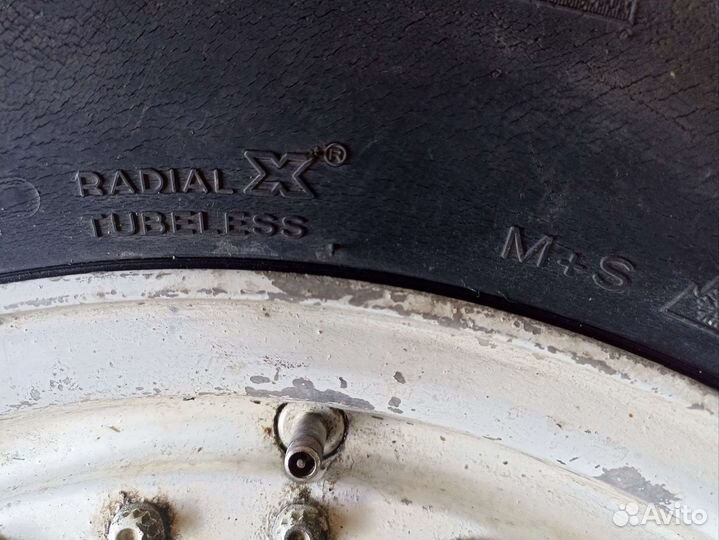 RADIAL X®
TUBELESS
M+S
Avito